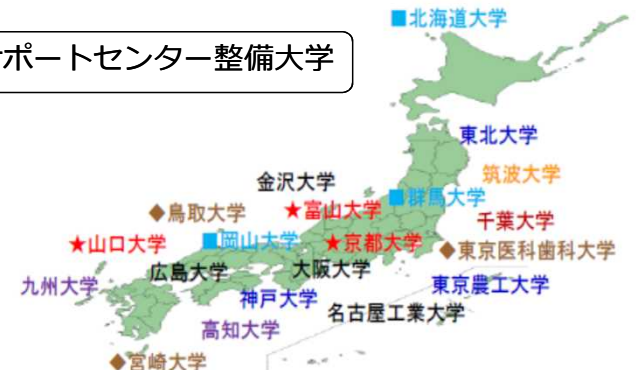 ポートセンター整備大学
■北海道大学
東北大学
筑波大学
金沢大学
■群馬大学
◆鳥取大学
★富山大学
千葉大学
★山口大学
■岡山大学
★京都大学
◆東京医科歯科大学
広島大学
大阪大学
九州大学
神戸大学
東京農工大学
名古屋工業大学
高知大学
◆宮崎大学